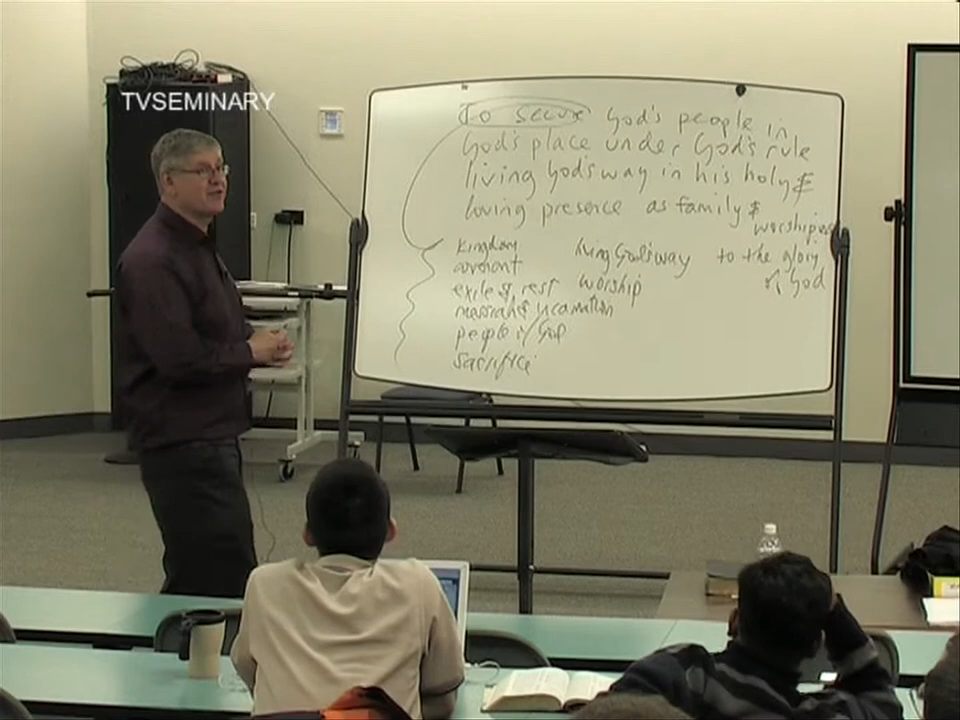 TVSEMINARY
To secure God's people in
God's place under God's rule
living God's way in his holy &
loving presence as family &
worshipers
kingdom living God's way to the glory
covenant of God
exile & rest worship
messiah & incarnation
people of God
sacrifice